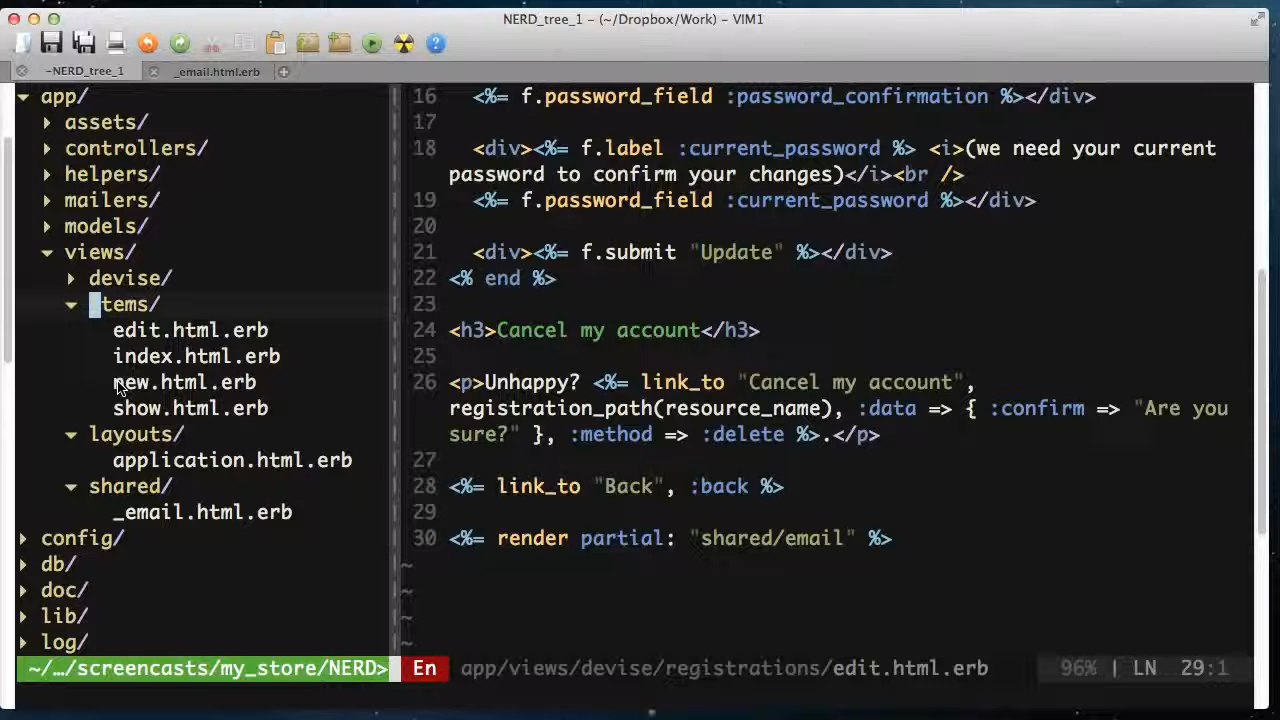 NERD_tree_1 – (~/Dropbox/Work) – VIM1
~NERD_tree_1
_email.html.erb
app/
assets/
controllers/
helpers/
mailers/
models/
views/
devise/
items/
edit.html.erb
index.html.erb
new.html.erb
show.html.erb
layouts/
application.html.erb
shared/
_email.html.erb
config/
db/
doc/
lib/
log/
~/…/screencasts/my_store/NERD>
16 <%= f.password_field :password_confirmation %></div>
17
18 <div><%= f.label :current_password %> <i>(we need your current
password to confirm your changes)</i><br />
19 <%= f.password_field :current_password %></div>
20
21 <div><%= f.submit "Update" %></div>
22 <% end %>
23
24 <h3>Cancel my account</h3>
25
26 <p>Unhappy? <%= link_to "Cancel my account",
registration_path(resource_name), :data => { :confirm => "Are you
sure?" }, :method => :delete %>.</p>
27
28 <%= link_to "Back", :back %>
29
30 <%= render partial: "shared/email" %>
~
~
~
~
En app/views/devise/registrations/edit.html.erb 96% | LN 29:1